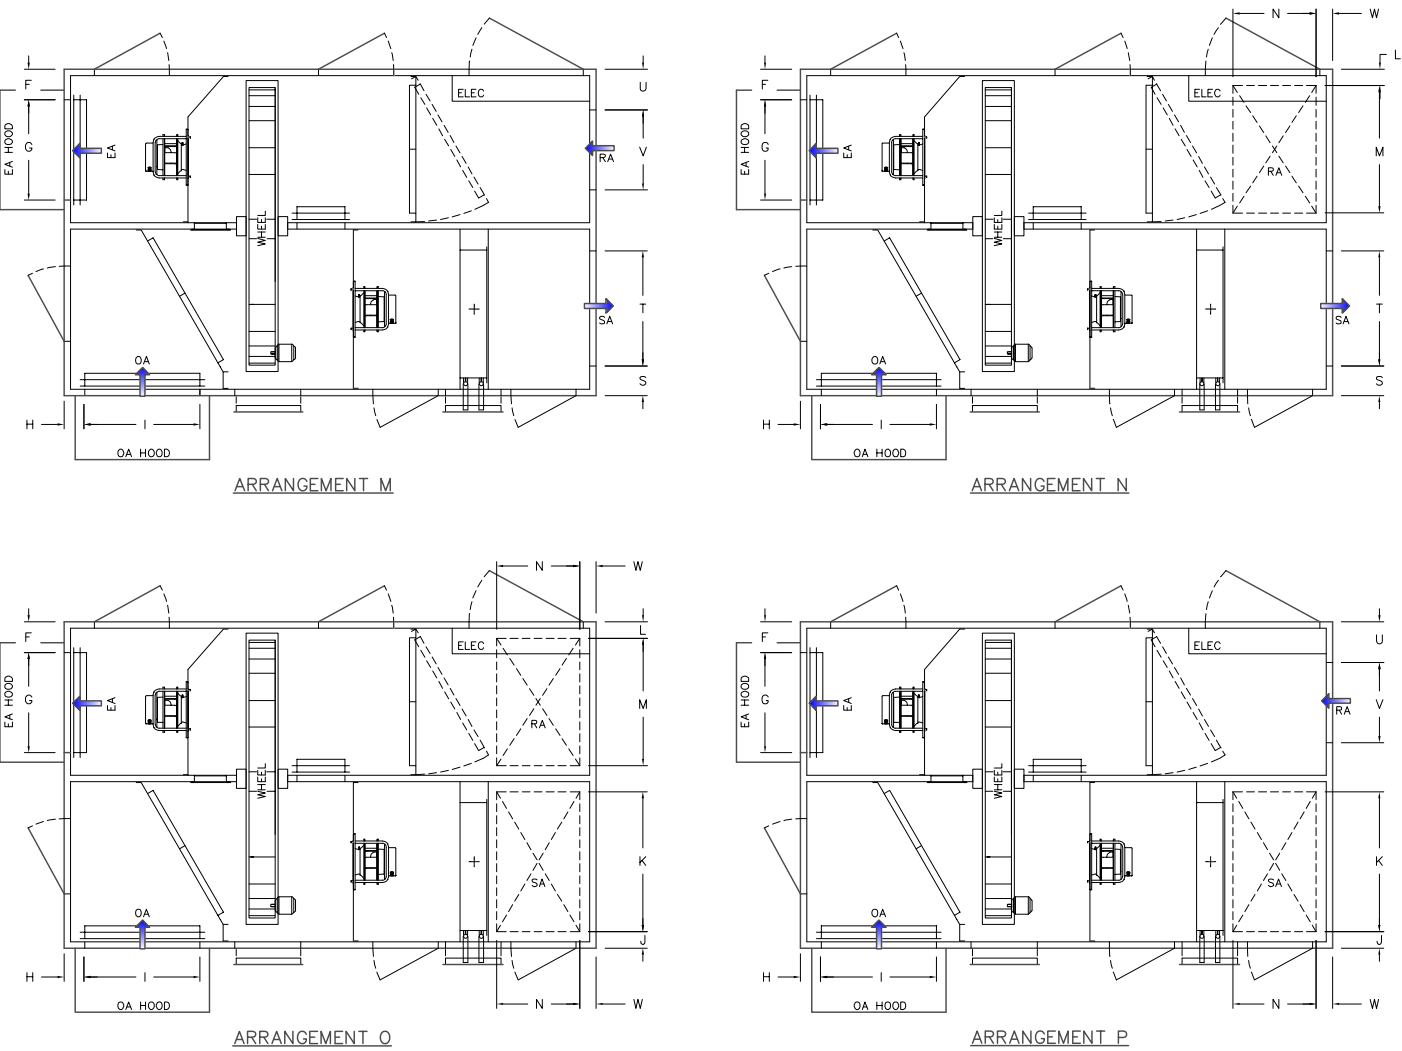 N
W
L
F
U
F
ELEC
ELEC
EA HOOD
G
EA
V
RA
EA HOOD
G
EA
M
RA
WHEEL
WHEEL
T
SA
T
SA
OA
OA
S
S
H
I
H
I
OA HOOD
OA HOOD
ARRANGEMENT M
ARRANGEMENT N
N
W
F
L
F
U
ELEC
ELEC
EA HOOD
G
EA
M
RA
EA HOOD
G
EA
V
RA
WHEEL
WHEEL
K
SA
K
SA
OA
OA
J
J
H
I
H
I
N
W
N
W
OA HOOD
OA HOOD
ARRANGEMENT O
ARRANGEMENT P